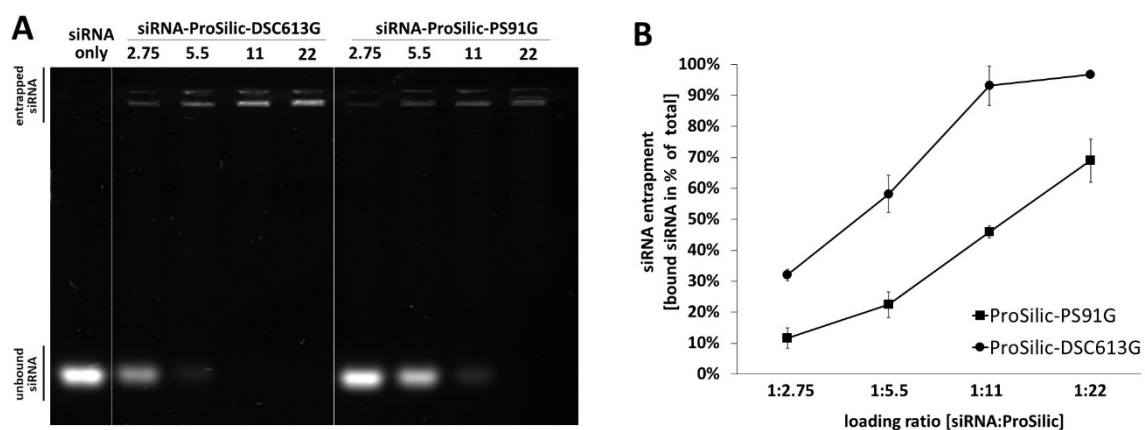 A
siRNA only
siRNA-ProSilic-DSC613G
siRNA-ProSilic-PS91G
2.75 5.5 11 22
2.75 5.5 11 22
entrapped siRNA
unbound siRNA
B
siRNA entrapment
[bound siRNA in % of total]
100%
90%
80%
70%
60%
50%
40%
30%
20%
10%
0%
ProSilic-PS91G
ProSilic-DSC613G
1:2.75 1:5.5 1:11 1:22
loading ratio [siRNA:ProSilic]